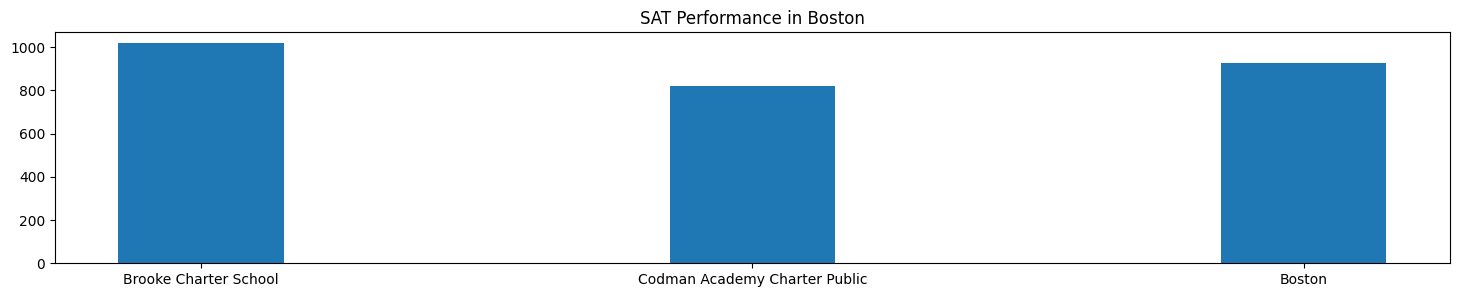 SAT Performance in Boston
1000
800
600
400
200
0
Brooke Charter School
Codman Academy Charter Public
Boston